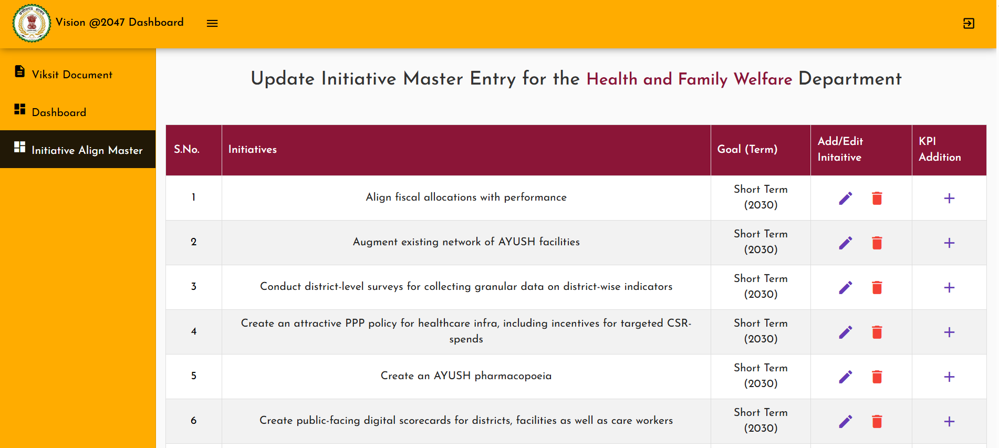 छत्तीसगढ़ शासन
Vision @2047 Dashboard
Viksit Document
Dashboard
Initiative Align Master
Update Initiative Master Entry for the Health and Family Welfare Department
S.No.
Initiatives
Goal (Term)
Add/Edit
Initaitive
KPI
Addition
1
Align fiscal allocations with performance
Short Term
(2030)
2
Augment existing network of AYUSH facilities
Short Term
(2030)
3
Conduct district-level surveys for collecting granular data on district-wise indicators
Short Term
(2030)
4
Create an attractive PPP policy for healthcare infra, including incentives for targeted CSR-
spends
Short Term
(2030)
5
Create an AYUSH pharmacopoeia
Short Term
(2030)
6
Create public-facing digital scorecards for districts, facilities as well as care workers
Short Term
(2030)